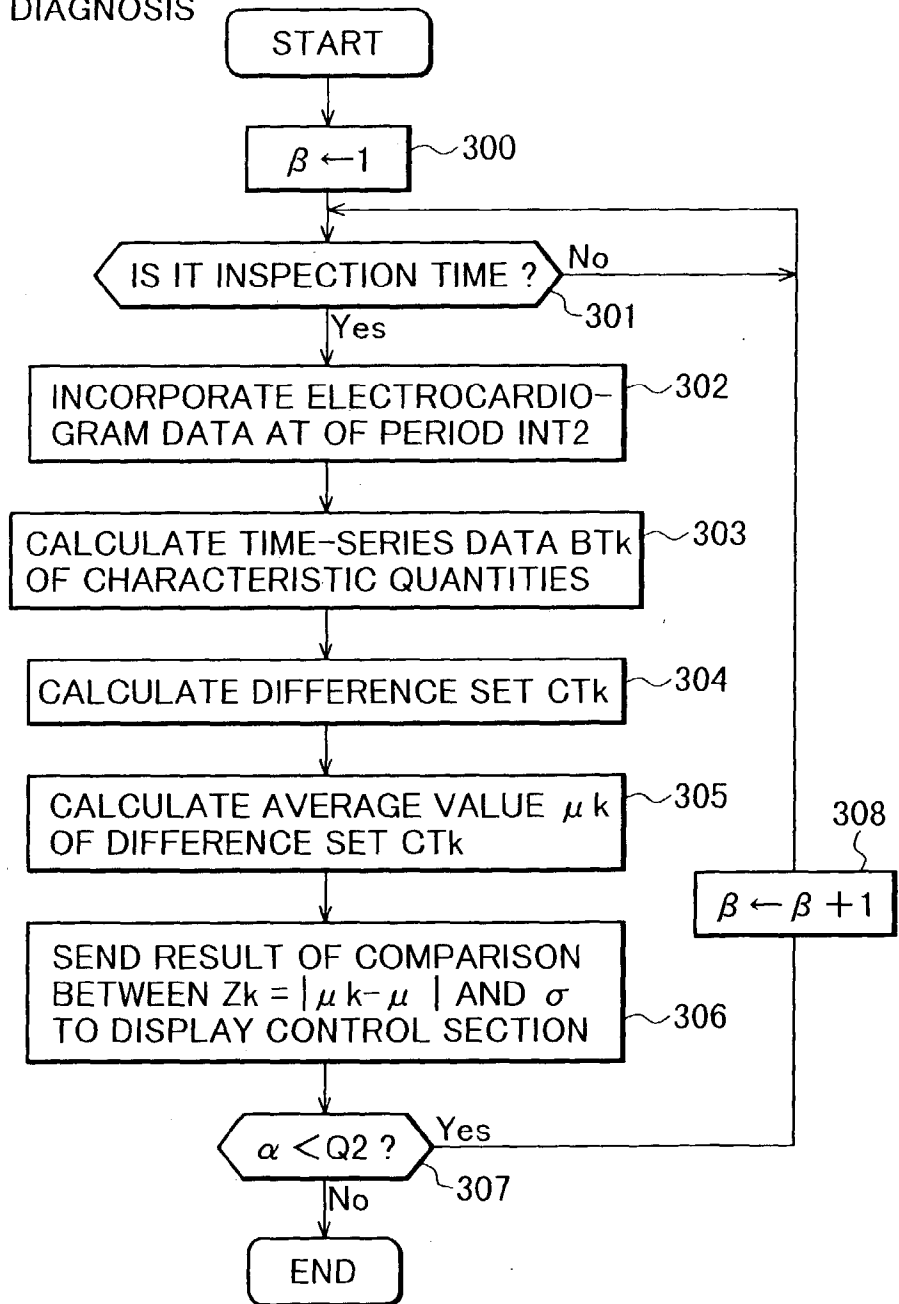 DIAGNOSIS
START
β ←1
300
IS IT INSPECTION TIME ?
No
301
Yes
INCORPORATE ELECTROCARDIO-
GRAM DATA AT OF PERIOD INT2
302
CALCULATE TIME-SERIES DATA BTk
OF CHARACTERISTIC QUANTITIES
303
CALCULATE DIFFERENCE SET CTk
304
CALCULATE AVERAGE VALUE μk
OF DIFFERENCE SET CTk
305
308
β ← β +1
SEND RESULT OF COMPARISON
BETWEEN Zk = |μk-μ | AND σ
TO DISPLAY CONTROL SECTION
306
α <Q2 ?
Yes
307
No
END